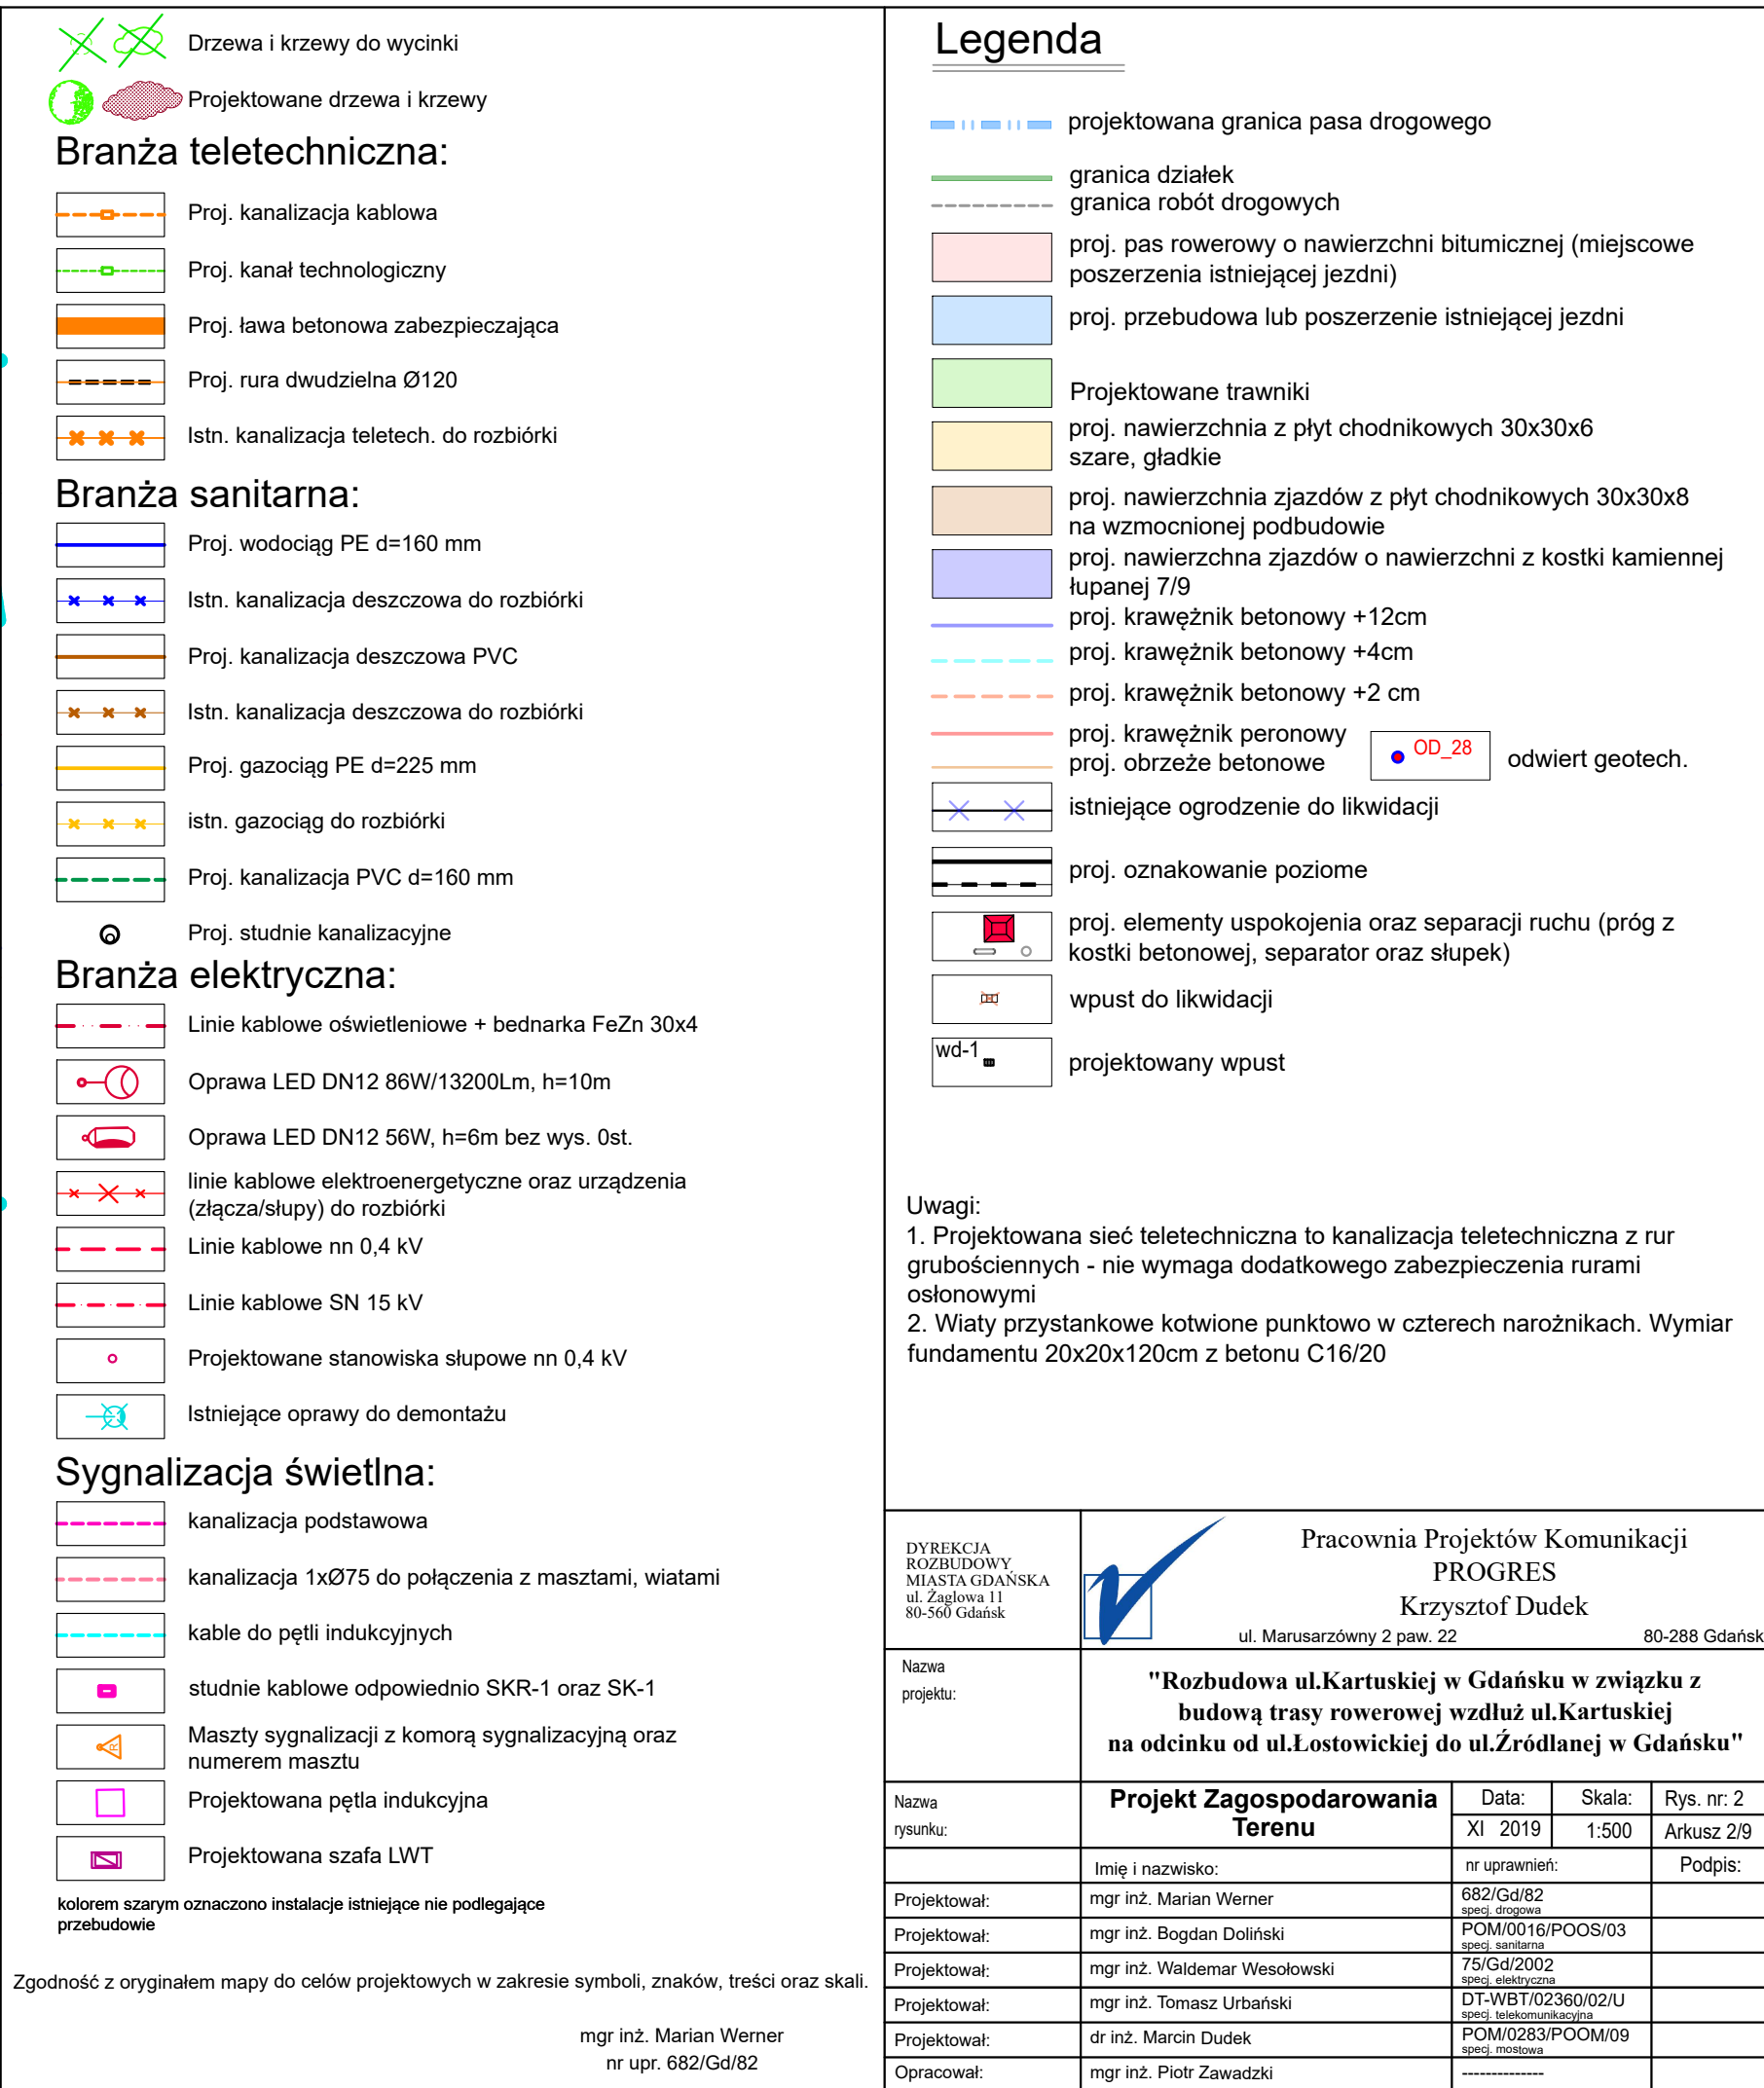 Drzewa i krzewy do wycinki
Projektowane drzewa i krzewy
Branża teletechniczna:
Proj. kanalizacja kablowa
Proj. kanał technologiczny
Proj. ława betonowa zabezpieczająca
Proj. rura dwudzielna Ø120
Istn. kanalizacja teletech. do rozbiórki
Branża sanitarna:
Proj. wodociąg PE d=160 mm
Istn. kanalizacja deszczowa do rozbiórki
Proj. kanalizacja deszczowa PVC
Istn. kanalizacja deszczowa do rozbiórki
Proj. gazociąg PE d=225 mm
istn. gazociąg do rozbiórki
Proj. kanalizacja PVC d=160 mm
Proj. studnie kanalizacyjne
Branża elektryczna:
Linie kablowe oświetleniowe + bednarka FeZn 30x4
Oprawa LED DN12 86W/13200Lm, h=10m
Oprawa LED DN12 56W, h=6m bez wys. 0st.
linie kablowe elektroenergetyczne oraz urządzenia
(złącza/słupy) do rozbiórki
Linie kablowe nn 0,4 kV
Linie kablowe SN 15 kV
Projektowane stanowiska słupowe nn 0,4 kV
Istniejące oprawy do demontażu
Sygnalizacja świetlna:
kanalizacja podstawowa
kanalizacja 1xØ75 do połączenia z masztami, wiatami
kable do pętli indukcyjnych
studnie kablowe odpowiednio SKR-1 oraz SK-1
R
Maszty sygnalizacji z komorą sygnalizacyjną oraz
numerem masztu
Projektowana pętla indukcyjna
Projektowana szafa LWT
kolorem szarym oznaczono instalacje istniejące nie podlegające
przebudowie
Zgodność z oryginałem mapy do celów projektowych w zakresie symboli, znaków, treści oraz skali.
mgr inż. Marian Werner
nr upr. 682/Gd/82
Legenda
projektowana granica pasa drogowego
granica działek
granica robót drogowych
proj. pas rowerowy o nawierzchni bitumicznej (miejscowe
poszerzenia istniejącej jezdni)
proj. przebudowa lub poszerzenie istniejącej jezdni
Projektowane trawniki
proj. nawierzchnia z płyt chodnikowych 30x30x6
szare, gładkie
proj. nawierzchnia zjazdów z płyt chodnikowych 30x30x8
na wzmocnionej podbudowie
proj. nawierzchna zjazdów o nawierzchni z kostki kamiennej
łupanej 7/9
proj. krawężnik betonowy +12cm
proj. krawężnik betonowy +4cm
proj. krawężnik betonowy +2 cm
proj. krawężnik peronowy
proj. obrzeże betonowe
OD_28 odwiert geotech.
istniejące ogrodzenie do likwidacji
proj. oznakowanie poziome
proj. elementy uspokojenia oraz separacji ruchu (próg z
kostki betonowej, separator oraz słupek)
wpust do likwidacji
wd-1 projektowany wpust
Uwagi:
1. Projektowana sieć teletechniczna to kanalizacja teletechniczna z rur
grubościennych - nie wymaga dodatkowego zabezpieczenia rurami
osłonowymi
2. Wiaty przystankowe kotwione punktowo w czterech narożnikach. Wymiar
fundamentu 20x20x120cm z betonu C16/20
DYREKCJA
ROZBUDOWY
MIASTA GDAŃSKA
ul. Żaglowa 11
80-560 Gdańsk
Pracownia Projektów Komunikacji
PROGRES
Krzysztof Dudek
ul. Marusarzówny 2 paw. 22 80-288 Gdańsk
Nazwa
projektu:
"Rozbudowa ul.Kartuskiej w Gdańsku w związku z
budową trasy rowerowej wzdłuż ul.Kartuskiej
na odcinku od ul.Łostowickiej do ul.Źródlanej w Gdańsku"
Nazwa
rysunku:
Projekt Zagospodarowania
Terenu
Data: Skala: Rys. nr: 2
XI 2019 1:500 Arkusz 2/9
Imię i nazwisko: nr uprawnień: Podpis:
Projektował: mgr inż. Marian Werner 682/Gd/82
specj. drogowa
Projektował: mgr inż. Bogdan Doliński POM/0016/POOS/03
specj. sanitarna
Projektował: mgr inż. Waldemar Wesołowski 75/Gd/2002
specj. elektryczna
Projektował: mgr inż. Tomasz Urbański DT-WBT/02360/02/U
specj. telekomunikacyjna
Projektował: dr inż. Marcin Dudek POM/0283/POOM/09
specj. mostowa
Opracował: mgr inż. Piotr Zawadzki --------------